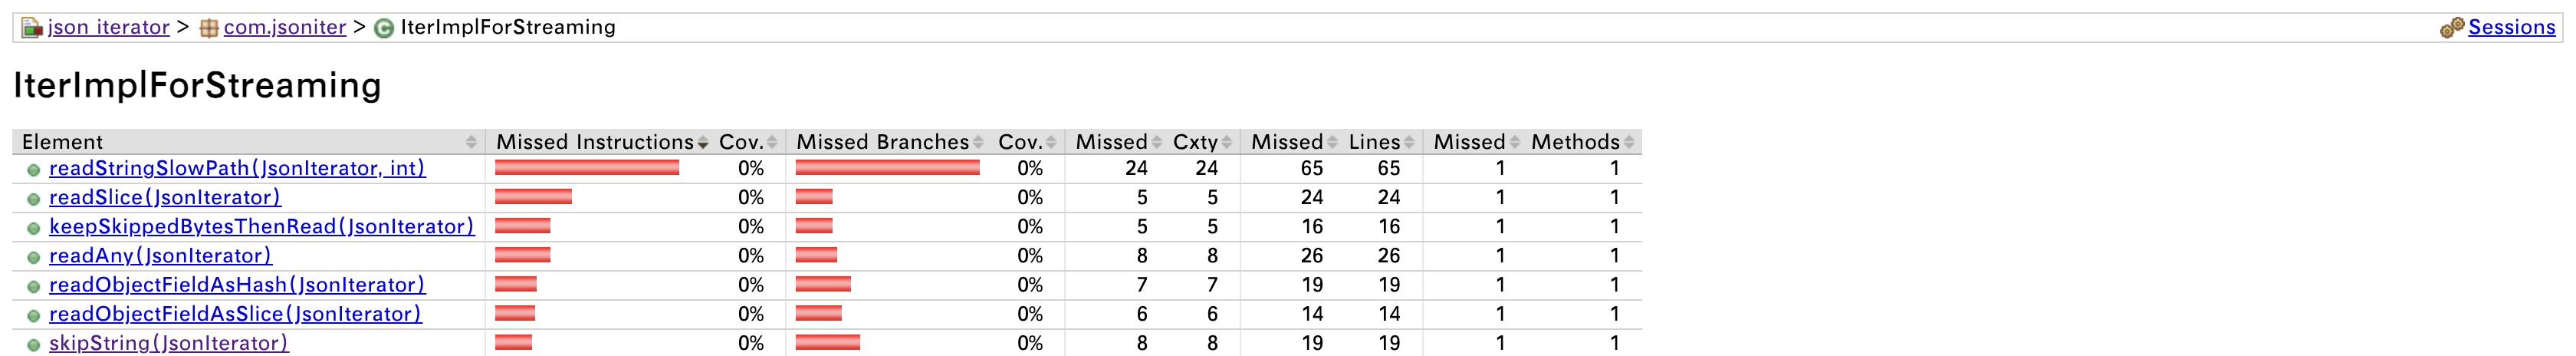 json iterator > com.jsoniter > IterImplForStreaming Sessions
IterImplForStreaming
Element Missed Instructions Cov. Missed Branches Cov. Missed Cxty Missed Lines Missed Methods
readStringSlowPath(JsonIterator, int) 0% 0% 24 24 65 65 1 1
readSlice(JsonIterator) 0% 0% 5 5 24 24 1 1
keepSkippedBytesThenRead(JsonIterator) 0% 0% 5 5 16 16 1 1
readAny(JsonIterator) 0% 0% 8 8 26 26 1 1
readObjectFieldAsHash(JsonIterator) 0% 0% 7 7 19 19 1 1
readObjectFieldAsSlice(JsonIterator) 0% 0% 6 6 14 14 1 1
skipString(JsonIterator) 0% 0% 8 8 19 19 1 1